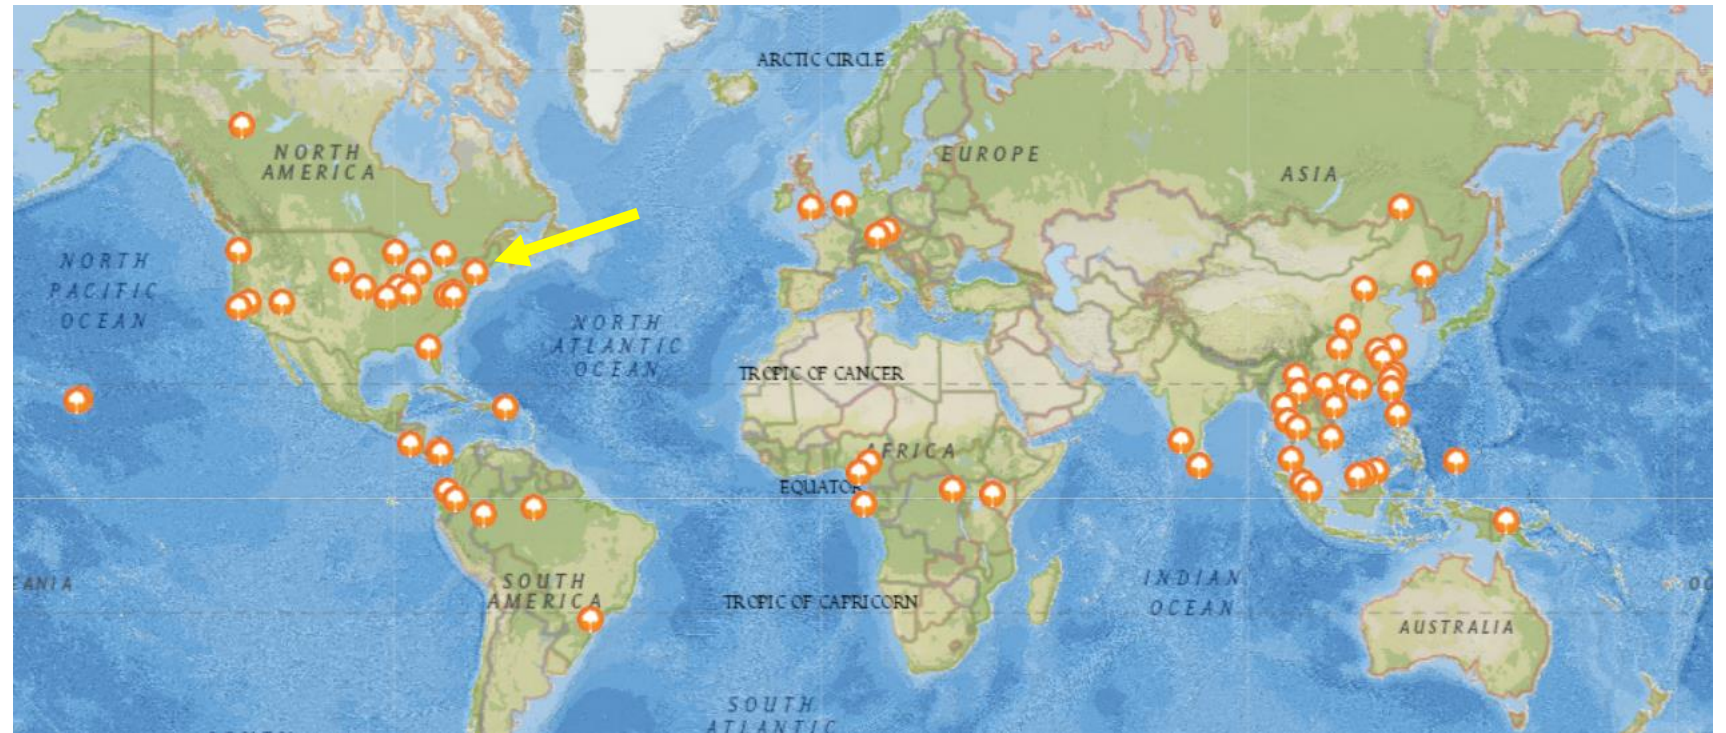 ARCTIC CIRCLE
NORTH
AMERICA
EUROPE
ASIA
NORTH
PACIFIC
OCEAN
NORTH
ATLANTIC
OCEAN
TROPIC OF CANCER
AFRICA
EQUATOR
SOUTH
AMERICA
INDIAN
OCEAN
TROPIC OF CAPRICORN
AUSTRALIA
SOUTH
ATLANTIC